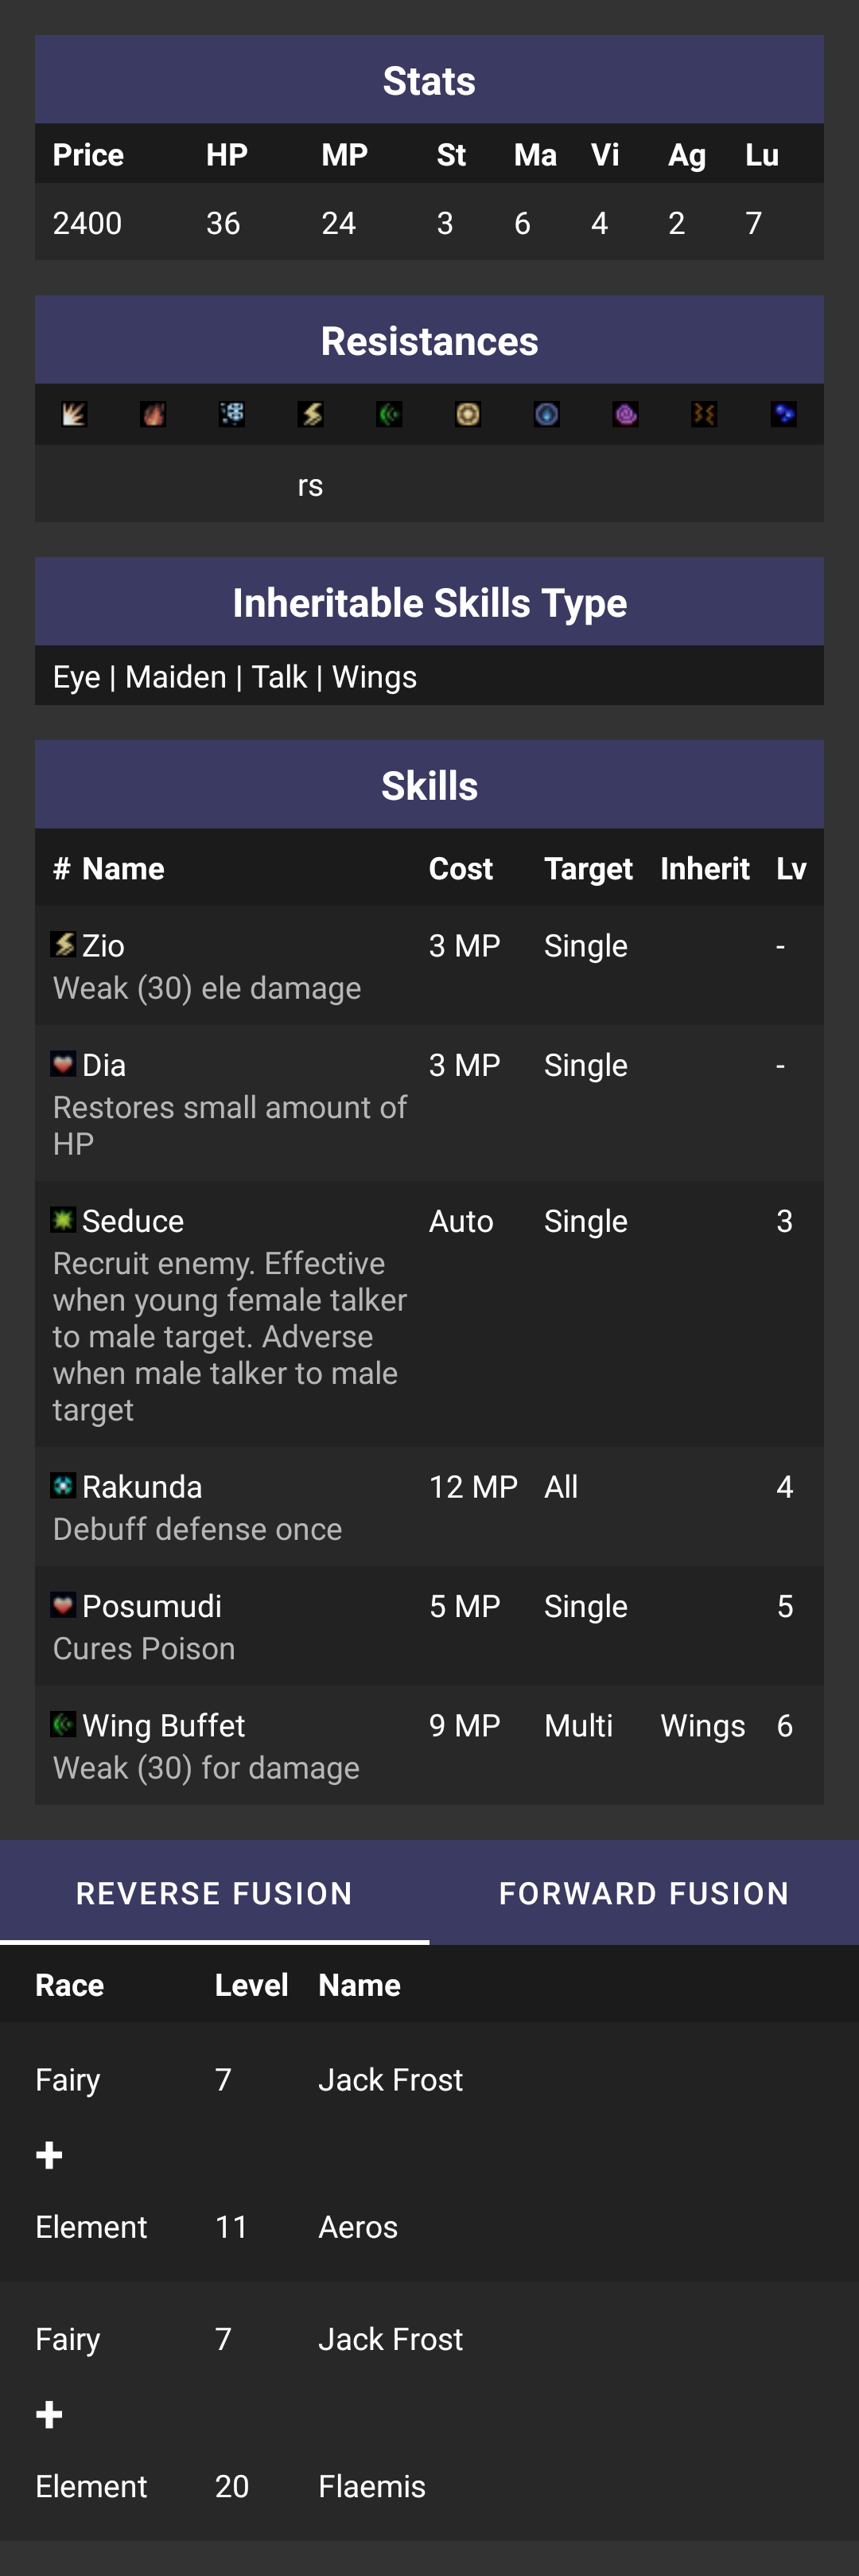 Stats
Price HP MP St Ma Vi Ag Lu
2400 36 24 3 6 4 2 7
Resistances
rs
Inheritable Skills Type
Eye | Maiden | Talk | Wings
Skills
# Name Cost Target Inherit Lv
Zio 3 MP Single -
Weak (30) ele damage
Dia 3 MP Single -
Restores small amount of
HP
Seduce Auto Single 3
Recruit enemy. Effective
when young female talker
to male target. Adverse
when male talker to male
target
Rakunda 12 MP All 4
Debuff defense once
Posumudi 5 MP Single 5
Cures Poison
Wing Buffet 9 MP Multi Wings 6
Weak (30) for damage
REVERSE FUSION FORWARD FUSION
Race Level Name
Fairy 7 Jack Frost
+
Element 11 Aeros
Fairy 7 Jack Frost
+
Element 20 Flaemis